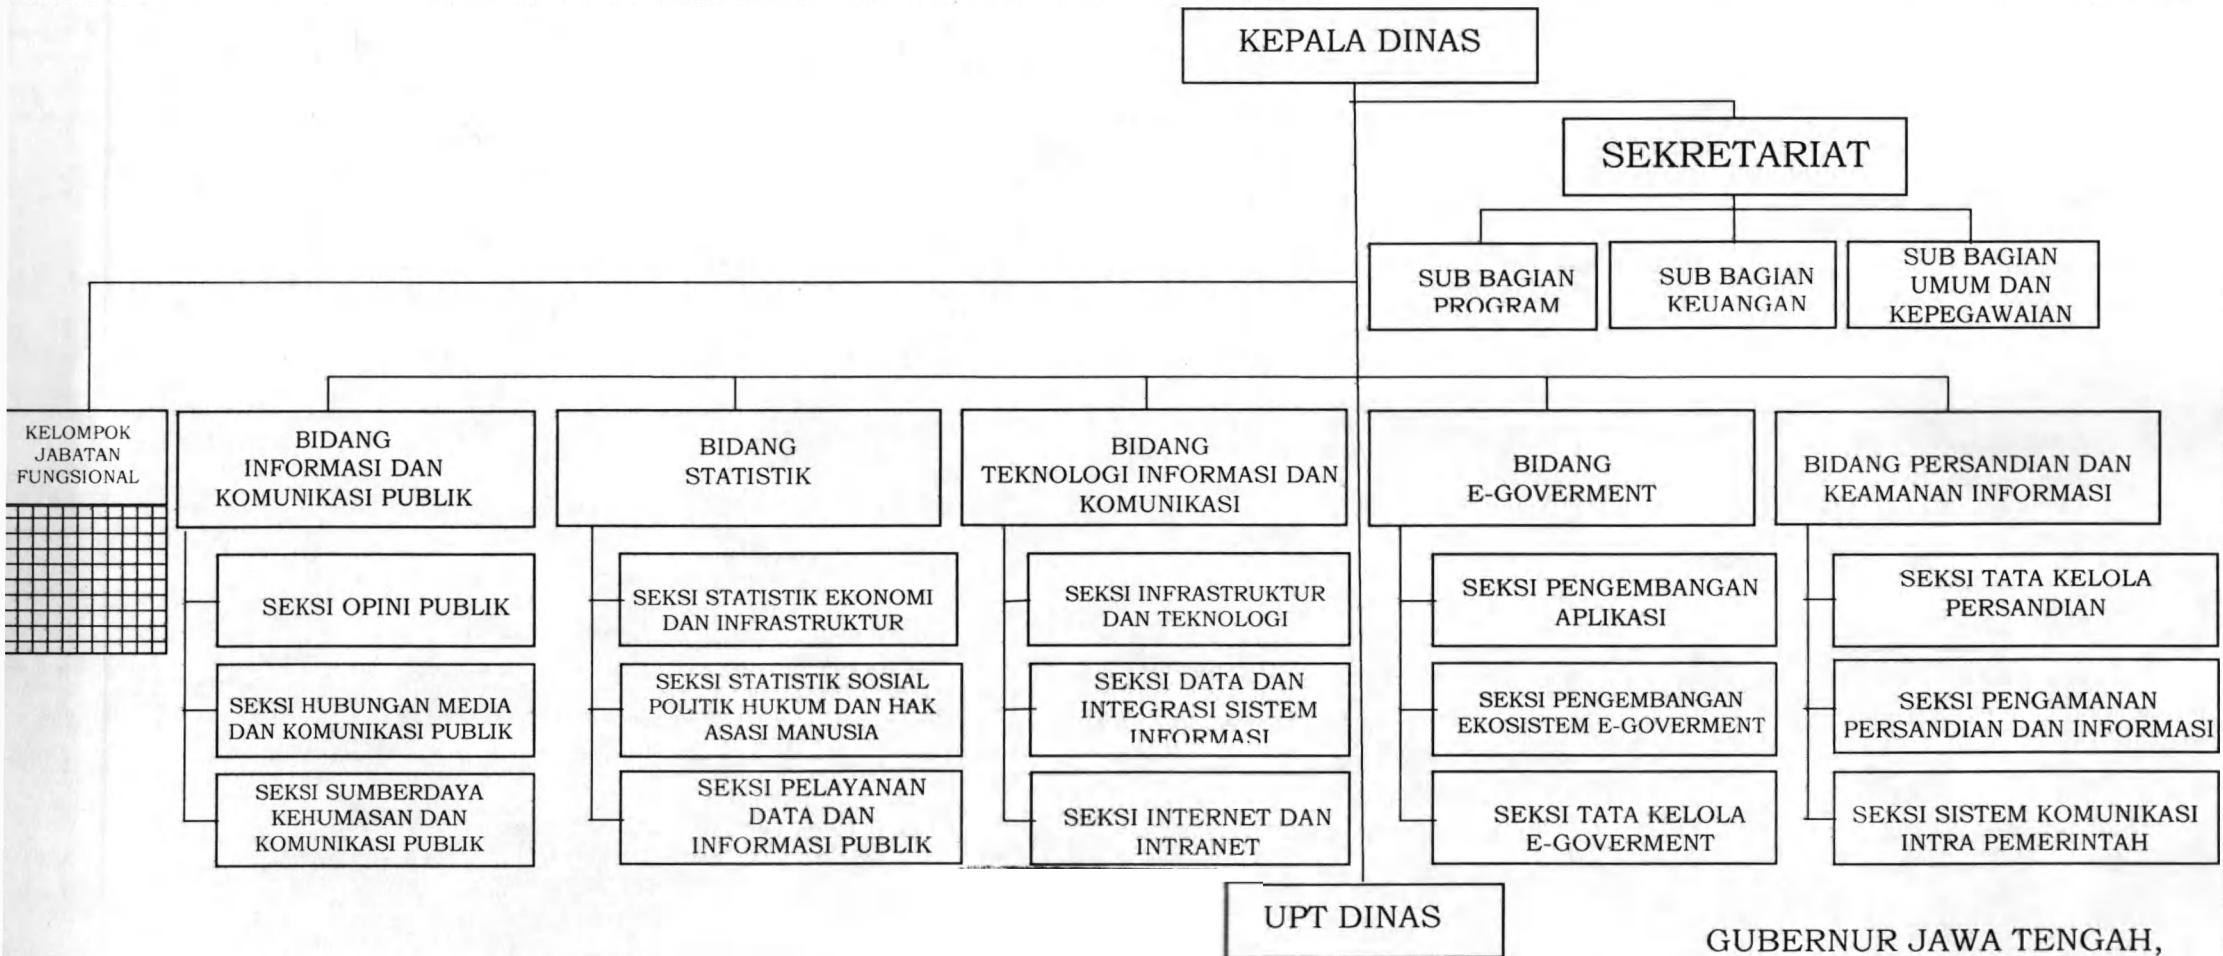 KEPALA DINAS
SEKRETARIAT
SUB BAGIAN
PROGRAM
SUB BAGIAN
KEUANGAN
SUB BAGIAN
UMUM DAN
KEPEGAWAIAN
KELOMPOK
JABATAN
FUNGSIONAL
BIDANG
INFORMASI DAN
KOMUNIKASI PUBLIK
BIDANG
STATISTIK
BIDANG
TEKNOLOGI INFORMASI DAN
KOMUNIKASI
BIDANG
E-GOVERMENT
BIDANG PERSANDIAN DAN
KEAMANAN INFORMASI
SEKSI OPINI PUBLIK
SEKSI HUBUNGAN MEDIA
DAN KOMUNIKASI PUBLIK
SEKSI SUMBERDAYA
KEHUMASAN DAN
KOMUNIKASI PUBLIK
SEKSI STATISTIK EKONOMI
DAN INFRASTRUKTUR
SEKSI STATISTIK SOSIAL
POLITIK HUKUM DAN HAK
ASASI MANUSIA
SEKSI PELAYANAN
DATA DAN
INFORMASI PUBLIK
SEKSI INFRASTRUKTUR
DAN TEKNOLOGI
SEKSI DATA DAN
INTEGRASI SISTEM
INFORMASI
SEKSI INTERNET DAN
INTRANET
SEKSI PENGEMBANGAN
APLIKASI
SEKSI PENGEMBANGAN
EKOSISTEM E-GOVERMENT
SEKSI TATA KELOLA
E-GOVERMENT
SEKSI TATA KELOLA
PERSANDIAN
SEKSI PENGAMANAN
PERSANDIAN DAN INFORMASI
SEKSI SISTEM KOMUNIKASI
INTRA PEMERINTAH
UPT DINAS
GUBERNUR JAWA TENGAH,